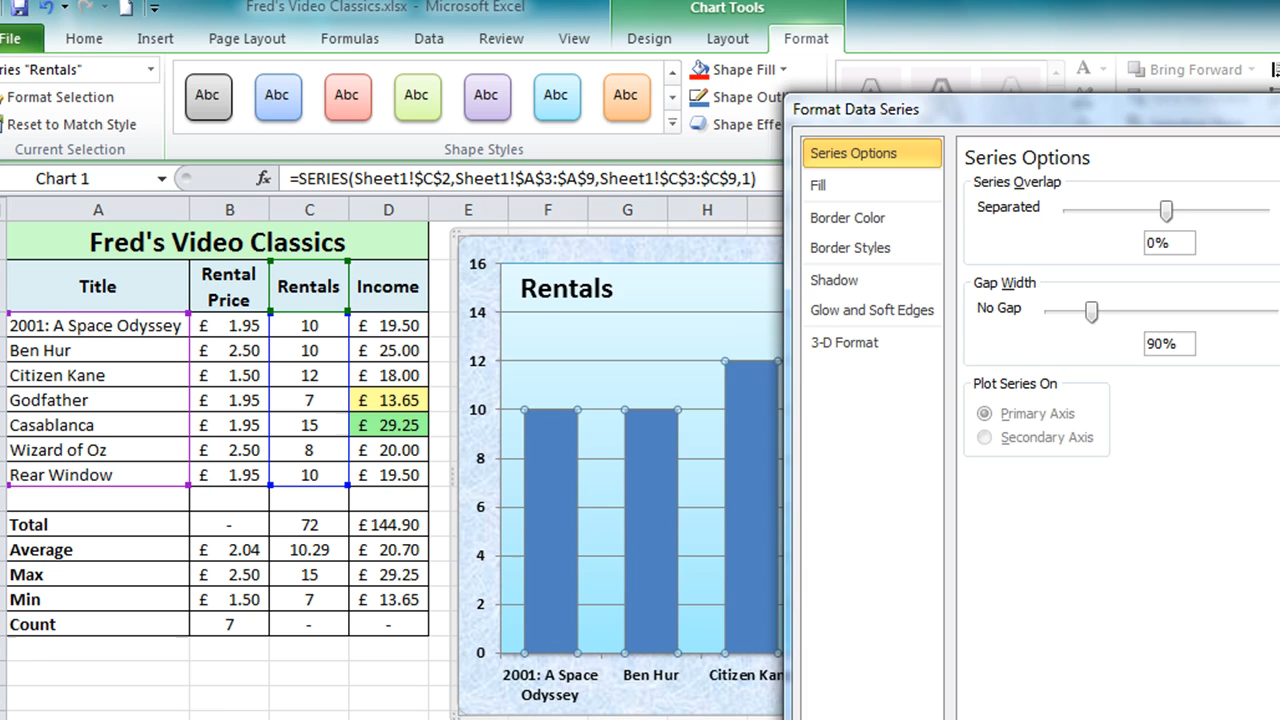 Fred's Video Classics.xlsx - Microsoft Excel
Chart Tools
File Home Insert Page Layout Formulas Data Review View Design Layout Format
ries "Rentals"
Format Selection
Reset to Match Style
Current Selection
Abc Abc Abc Abc Abc Abc Abc
Shape Styles
Shape Fill
Shape Outl
Shape Effe
A
Bring Forward
Format Data Series
Chart 1 fx =SERIES(Sheet1!$C$2,Sheet1!$A$3:$A$9,Sheet1!$C$3:$C$9,1)
A B C D E F G H
Fred's Video Classics
Title Rental Price Rentals Income
2001: A Space Odyssey £ 1.95 10 £ 19.50
Ben Hur £ 2.50 10 £ 25.00
Citizen Kane £ 1.50 12 £ 18.00
Godfather £ 1.95 7 £ 13.65
Casablanca £ 1.95 15 £ 29.25
Wizard of Oz £ 2.50 8 £ 20.00
Rear Window £ 1.95 10 £ 19.50
Total - 72 £ 144.90
Average £ 2.04 10.29 £ 20.70
Max £ 2.50 15 £ 29.25
Min £ 1.50 7 £ 13.65
Count 7 - -
Rentals
16
14
12
10
8
6
4
2
0
2001: A Space Odyssey Ben Hur Citizen Kan
Series Options
Fill
Border Color
Border Styles
Shadow
Glow and Soft Edges
3-D Format
Series Options
Series Overlap
Separated
0%
Gap Width
No Gap
90%
Plot Series On
Primary Axis
Secondary Axis